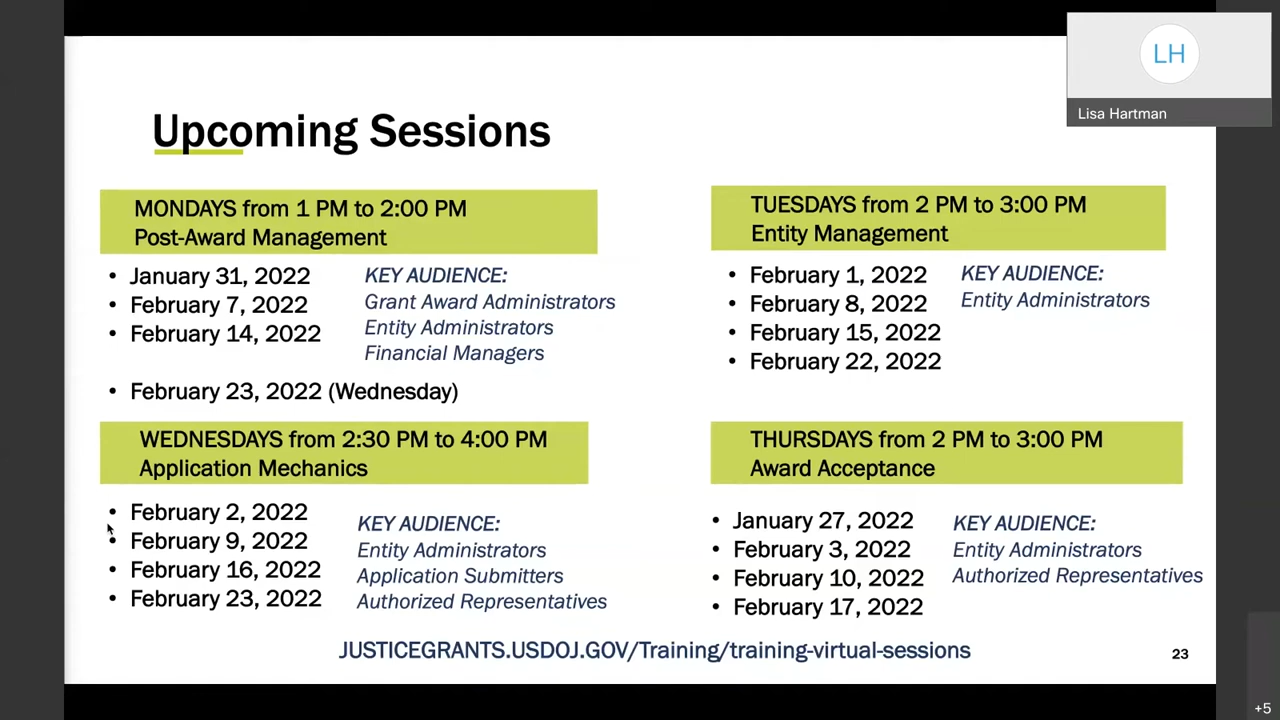 LH
Lisa Hartman
Upcoming Sessions
MONDAYS from 1 PM to 2:00 PM
Post-Award Management
• January 31, 2022
• February 7, 2022
• February 14, 2022
• February 23, 2022 (Wednesday)
KEY AUDIENCE:
Grant Award Administrators
Entity Administrators
Financial Managers
TUESDAYS from 2 PM to 3:00 PM
Entity Management
• February 1, 2022
• February 8, 2022
• February 15, 2022
• February 22, 2022
KEY AUDIENCE:
Entity Administrators
WEDNESDAYS from 2:30 PM to 4:00 PM
Application Mechanics
• February 2, 2022
• February 9, 2022
• February 16, 2022
• February 23, 2022
KEY AUDIENCE:
Entity Administrators
Application Submitters
Authorized Representatives
THURSDAYS from 2 PM to 3:00 PM
Award Acceptance
• January 27, 2022
• February 3, 2022
• February 10, 2022
• February 17, 2022
KEY AUDIENCE:
Entity Administrators
Authorized Representatives
JUSTICEGRANTS.USDOJ.GOV/Training/training-virtual-sessions
23
+5